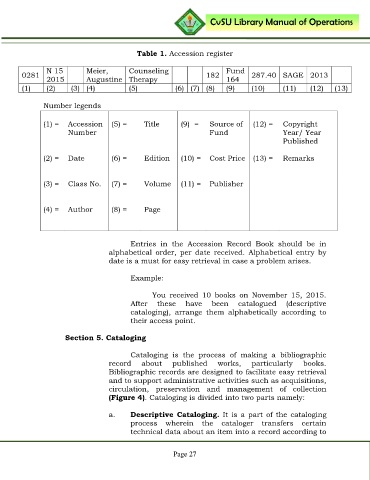 CvSU Library Manual of Operations
Table 1. Accession register
0281 N 15 2015 Meier, Augustine Counseling Therapy 182 Fund 164 287.40 SAGE 2013
(1) (2) (3) (4) (5) (6) (7) (8) (9) (10) (11) (12) (13)
Number legends
(1) = Accession Number (5) = Title (9) = Source of Fund (12) = Copyright Year/ Year Published
(2) = Date (6) = Edition (10) = Cost Price (13) = Remarks
(3) = Class No. (7) = Volume (11) = Publisher
(4) = Author (8) = Page
Entries in the Accession Record Book should be in
alphabetical order, per date received. Alphabetical entry by
date is a must for easy retrieval in case a problem arises.
Example:
You received 10 books on November 15, 2015.
After these have been catalogued (descriptive
cataloging), arrange them alphabetically according to
their access point.
Section 5. Cataloging
Cataloging is the process of making a bibliographic
record about published works, particularly books.
Bibliographic records are designed to facilitate easy retrieval
and to support administrative activities such as acquisitions,
circulation, preservation and management of collection
(Figure 4). Cataloging is divided into two parts namely:
a. Descriptive Cataloging. It is a part of the cataloging
process wherein the cataloger transfers certain
technical data about an item into a record according to
Page 27